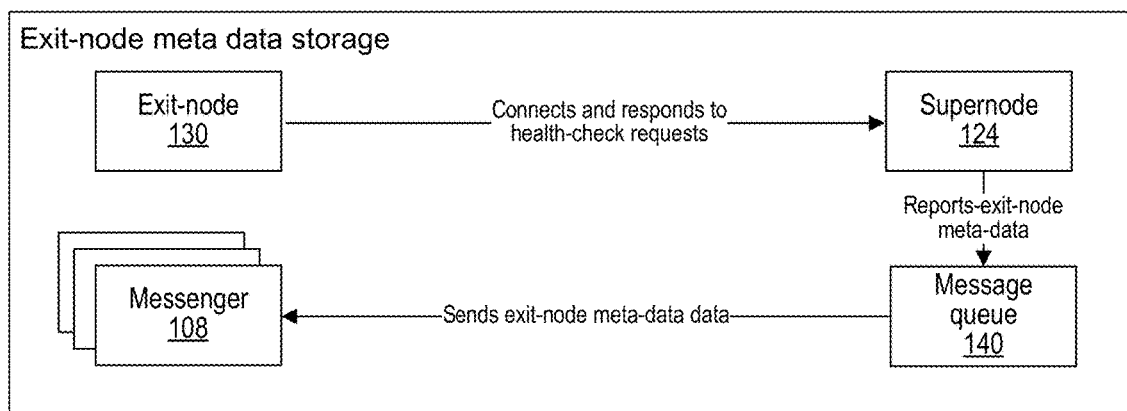 Exit-node meta data storage
Exit-node
130
Connects and responds to
health-check requests
Supernode
124
Reports-exit-node
meta-data
Messenger
108
Sends exit-node meta-data data
Message
queue
140